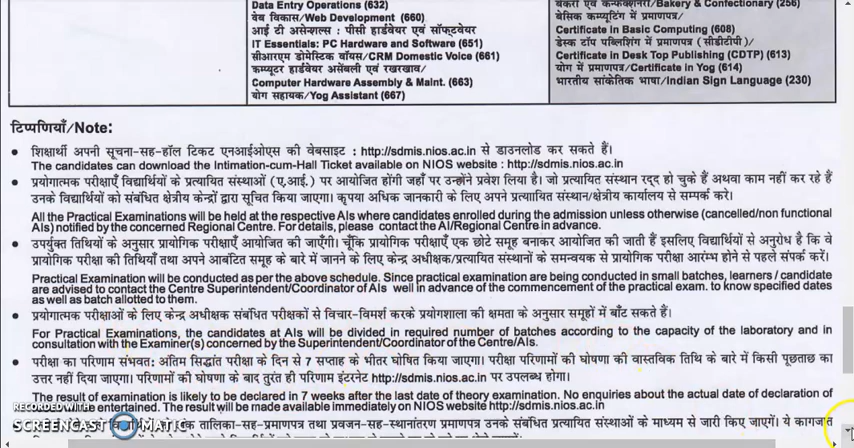 Data Entry Operations (632)
वेब विकास/Web Development (660)
आई टी असेन्शल्स : पीसी हार्डवेयर एवं सॉफ्टवेयर
IT Essentials: PC Hardware and Software (651)
सीआरएम डोमेस्टिक वॉयस/CRM Domestic Voice (661)
कम्प्यूटर हार्डवेयर असेंबली एवं रखरखाव/
Computer Hardware Assembly & Maint. (663)
योग सहायक/Yog Assistant (667)
बेकरी एवं कन्फेक्शनरी/Bakery & Confectionary (256)
बेसिक कम्प्यूटिंग में प्रमाणपत्र/
Certificate in Basic Computing (608)
डेस्क टॉप पब्लिशिंग में प्रमाणपत्र (सीडीटीपी)/
Certificate in Desk Top Publishing (CDTP) (613)
योग में प्रमाणपत्र/Certificate in Yog (614)
भारतीय सांकेतिक भाषा/Indian Sign Language (230)
टिप्पणियाँ/Note:
• शिक्षार्थी अपनी सूचना-सह-हॉल टिकट एनआईओएस की वेबसाइट : http://sdmis.nios.ac.in से डाउनलोड कर सकते हैं।
The candidates can download the Intimation-cum-Hall Ticket available on NIOS website : http://sdmis.nios.ac.in
• प्रयोगात्मक परीक्षाएँ विद्यार्थियों के प्रत्यायित संस्थाओं (ए.आई.) पर आयोजित होंगी जहाँ पर उन्होंने प्रवेश लिया है। जो प्रत्यायित संस्थान रद्द हो चुके हैं अथवा काम नहीं कर रहे हैं
उनके विद्यार्थियों को संबंधित क्षेत्रीय केन्द्रों द्वारा सूचित किया जाएगा। कृपया अधिक जानकारी के लिए अपने प्रत्यायित संस्थान/क्षेत्रीय कार्यालय से सम्पर्क करें।
All the Practical Examinations will be held at the respective AIs where candidates enrolled during the admission unless otherwise (cancelled/non functional
AIs) notified by the concerned Regional Centre. For details, please contact the AI/Regional Centre in advance.
• उपर्युक्त तिथियों के अनुसार प्रायोगिक परीक्षाएँ आयोजित की जाएँगी। चूँकि प्रायोगिक परीक्षाएँ एक छोटे समूह बनाकर आयोजित की जाती हैं इसलिए विद्यार्थियों से अनुरोध है कि वे
प्रायोगिक परीक्षा की तिथियाँ तथा अपने आबंटित समूह के बारे में जानने के लिए केन्द्र अधीक्षक/प्रत्यायित संस्थानों के समन्वयक से प्रायोगिक परीक्षा आरंम्भ होने से पहले संपर्क करें।
Practical Examination will be conducted as per the above schedule. Since practical examination are being conducted in small batches, learners / candidate
are advised to contact the Centre Superintendent/Coordinator of AIs well in advance of the commencement of the practical exam. to know specified dates
as well as batch allotted to them.
• प्रयोगात्मक परीक्षाओं के लिए केन्द्र अधीक्षक संबंधित परीक्षकों से विचार-विमर्श करके प्रयोगशाला की क्षमता के अनुसार समूहों में बाँट सकते हैं।
For Practical Examinations, the candidates at AIs will be divided in required number of batches according to the capacity of the laboratory and in
consultation with the Examiner(s) concerned by the Superintendent/Coordinator of the Centre/AIs.
• परीक्षा का परिणाम संभवत: अंतिम सिद्धांत परीक्षा के दिन से 7 सप्ताह के भीतर घोषित किया जाएगा। परीक्षा परिणामों की घोषणा की वास्तविक तिथि के बारे में किसी पूछताछ का
उत्तर नहीं दिया जाएगा। परिणामों की घोषणा के बाद तुरंत ही परिणाम इंटरनेट http://sdmis.nios.ac.in पर उपलब्ध होगा।
The result of examination is likely to be declared in 7 weeks after the last date of theory examination. No enquiries about the actual date of declaration of
entertained. The result will be made available immediately on NIOS website http://sdmis.nios.ac.in
RECORDED WITH
SCREENCAST MATIC
तालिका-सह-प्रमाणपत्र तथा प्रवजन-सह-स्थानांतरण प्रमाणपत्र उनके संबंधित प्रत्यायित संस्थाओं के माध्यम से जारी किए जाएगें। ये कागजात